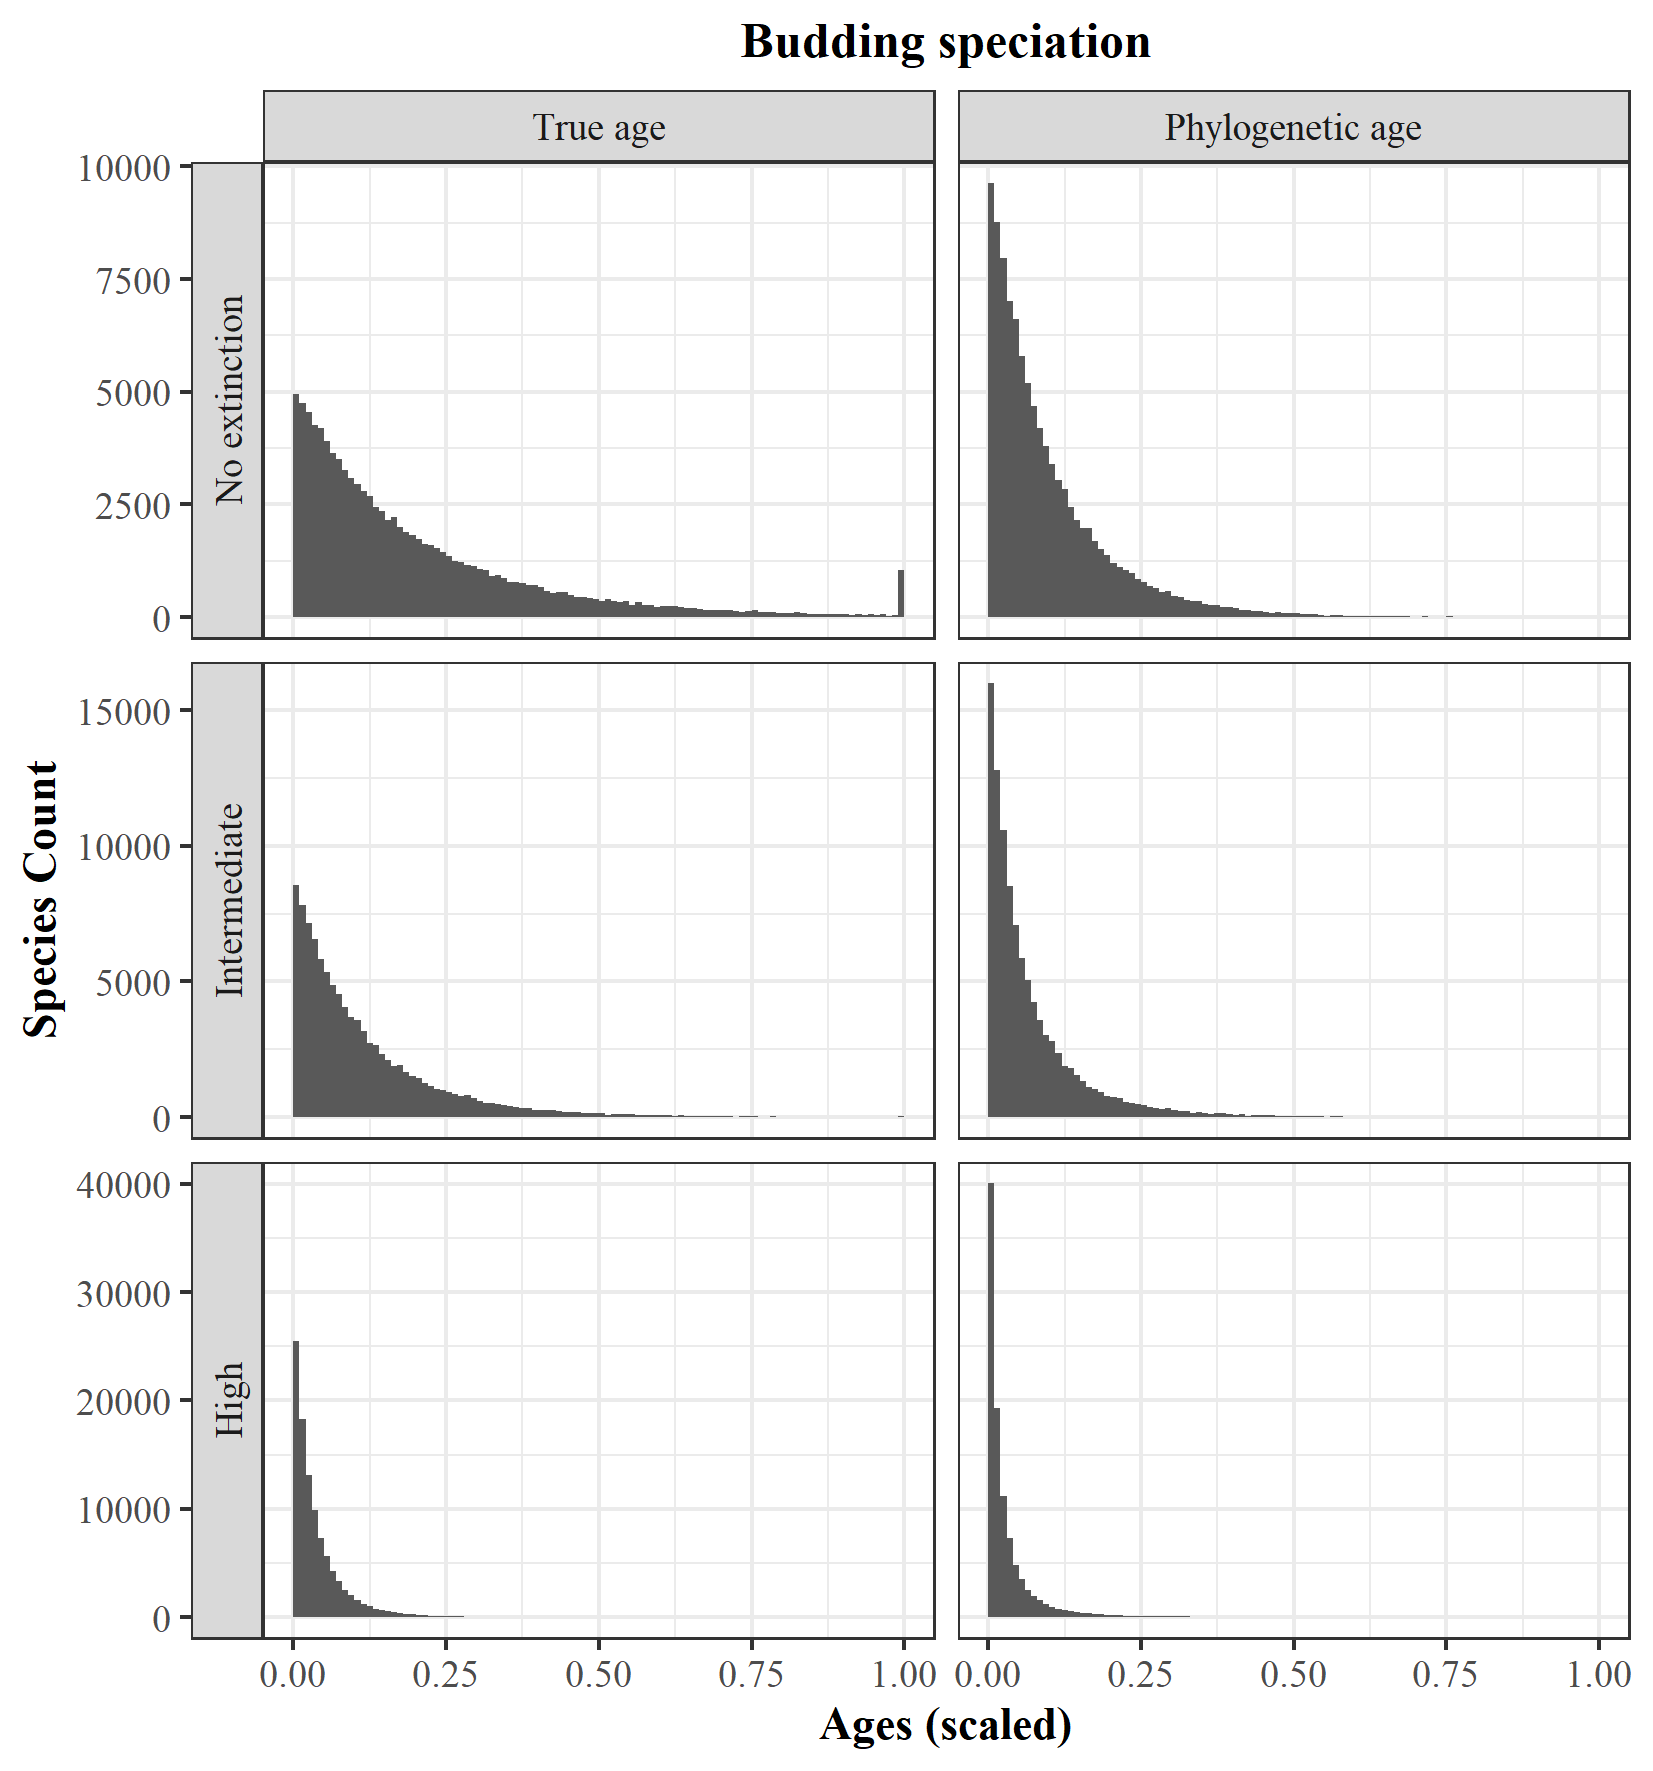 Budding speciation
True age
Phylogenetic age
10000
7500
5000
2500
0
No extinction
15000
10000
5000
0
Intermediate
40000
30000
20000
10000
0
High
Species Count
0.00 0.25 0.50 0.75 1.00 0.00 0.25 0.50 0.75 1.00
Ages (scaled)